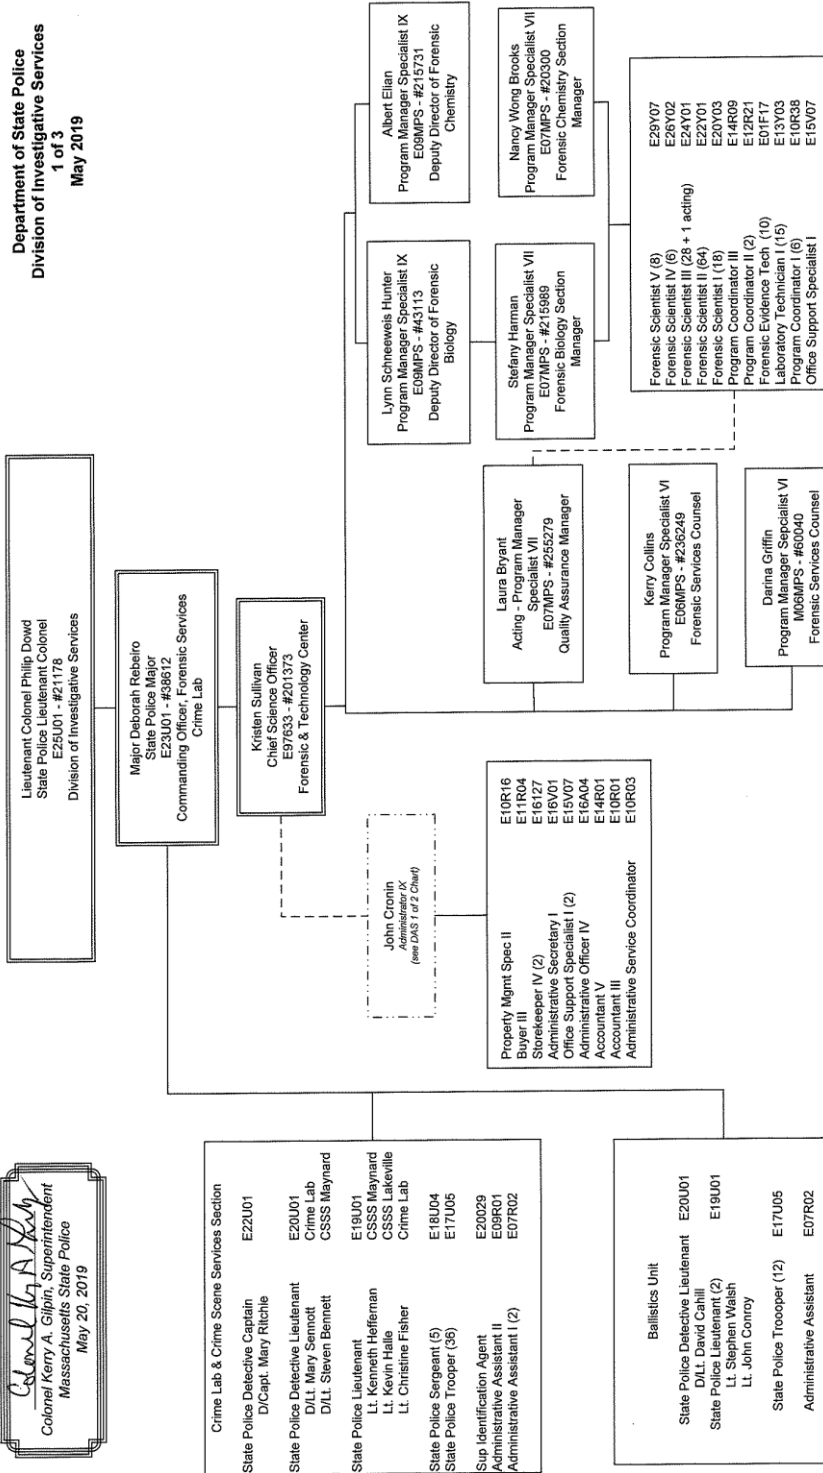 Colonel Kerry A. Gilpin, Superintendent
Massachusetts State Police
May 20, 2019
Department of State Police
Division of Investigative Services
1 of 3
May 2019
Lieutenant Colonel Philip Dowd
State Police Lieutenant Colonel
E25U01 - #21178
Division of Investigative Services
Major Deborah Rebeiro
State Police Major
E23U01 - #38612
Commanding Officer, Forensic Services
Crime Lab
Kristen Sullivan
Chief Science Officer
E97633 - #201373
Forensic & Technology Center
John Cronin
Administrator IX
(see DAS 1 of 2 Chart)
Property Mgmt Spec II E10R16
Buyer III E11R04
Storekeeper IV (2) E16127
Administrative Secretary I E16V01
Office Support Specialist I (2) E15V07
Administrative Officer IV E16A04
Accountant V E14R01
Accountant III E10R01
Administrative Service Coordinator E10R03
Crime Lab & Crime Scene Services Section
State Police Detective Captain E22U01
D/Capt. Mary Ritchie
State Police Detective Lieutenant E20U01
D/Lt. Mary Sennott Crime Lab
D/Lt. Steven Bennett CSSS Maynard
State Police Lieutenant E19U01
Lt. Kenneth Heffernan CSSS Maynard
Lt. Kevin Halle CSSS Lakeville
Lt. Christine Fisher Crime Lab
State Police Sergeant (5) E18U04
State Police Trooper (36) E17U05
Sup Identification Agent E20029
Administrative Assistant II E09R01
Administrative Assistant I (2) E07R02
Ballistics Unit
State Police Detective Lieutenant E20U01
D/Lt. David Cahill
State Police Lieutenant (2) E19U01
Lt. Stephen Walsh
Lt. John Conroy
State Police Troooper (12) E17U05
Administrative Assistant E07R02
Lynn Schneeweis Hunter
Program Manager Specialist IX
E09MPS - #43113
Deputy Director of Forensic
Biology
Albert Elian
Program Manager Specialist IX
E09MPS - #215731
Deputy Director of Forensic
Chemistry
Stefany Harman
Program Manager Specialist VII
E07MPS - #215989
Forensic Biology Section
Manager
Nancy Wong Brooks
Program Manager Specialist VII
E07MPS - #20300
Forensic Chemistry Section
Manager
Laura Bryant
Acting - Program Manager
Specialist VII
E07MPS - #255279
Quality Assurance Manager
Kerry Collins
Program Manager Specialist VI
E06MPS - #236249
Forensic Services Counsel
Darina Griffin
Program Manager Sepcialist VI
M06MPS - #60040
Forensic Services Counsel
Forensic Scientist V (8) E29Y07
Forensic Scientist IV (6) E26Y02
Forensic Scientist III (28 + 1 acting) E24Y01
Forensic Scientist II (64) E22Y01
Forensic Scientist I (18) E20Y03
Program Coordinator III E14R09
Program Coordinator II (2) E12R21
Forensic Evidence Tech (10) E01F17
Laboratory Technician I (15) E13Y03
Program Coordinator I (6) E10R38
Office Support Specialist I E15V07